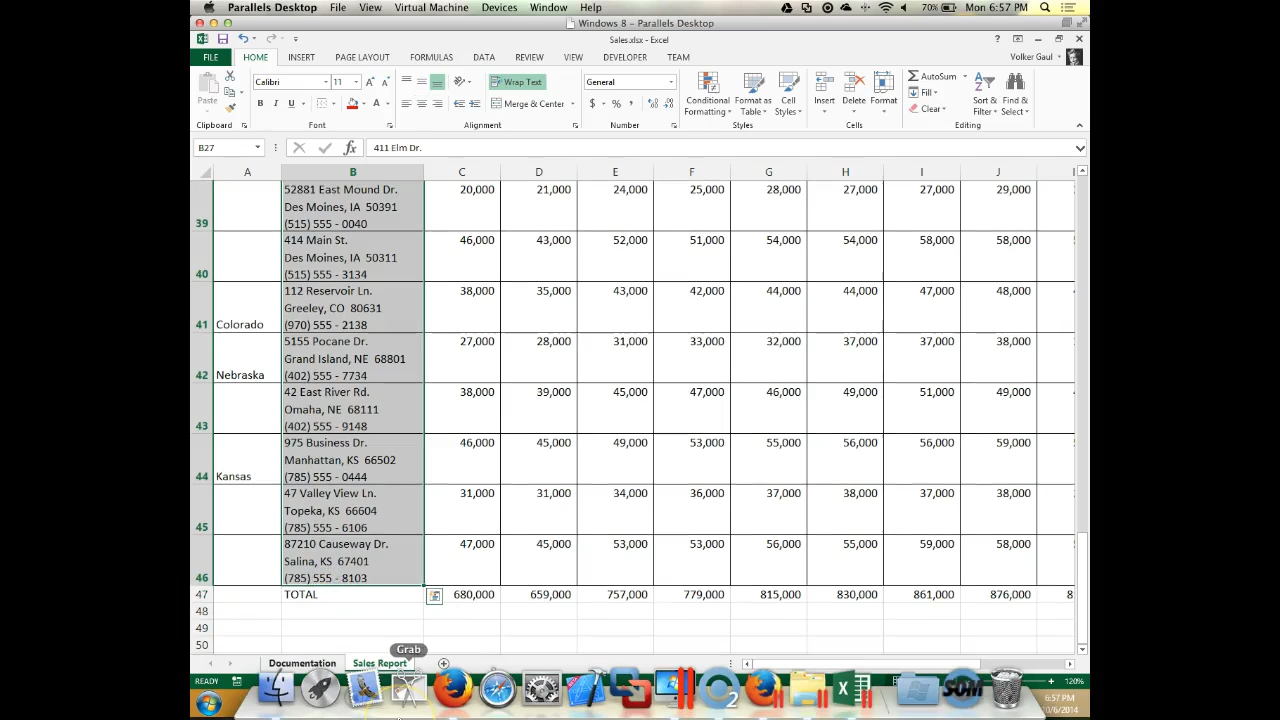 Parallels Desktop File View Virtual Machine Devices Window Help 70% Mon 6:57 PM
Windows 8 - Parallels Desktop
Sales.xlsx - Excel
FILE HOME INSERT PAGE LAYOUT FORMULAS DATA REVIEW VIEW DEVELOPER TEAM Volker Gaul
Paste Calibri 11 Wrap Text General Conditional Formatting Format as Table Cell Styles Insert Delete Format AutoSum Fill Clear Sort & Filter Find & Select
B I U Merge & Center $ % ,
Clipboard Font Alignment Number Styles Cells Editing
B27 fx 411 Elm Dr.
A B C D E F G H I J
52881 East Mound Dr. 20,000 21,000 24,000 25,000 28,000 27,000 27,000 29,000
Des Moines, IA 50391
39 (515) 555 - 0040
414 Main St. 46,000 43,000 52,000 51,000 54,000 54,000 58,000 58,000
Des Moines, IA 50311
40 (515) 555 - 3134
112 Reservoir Ln. 38,000 35,000 43,000 42,000 44,000 44,000 47,000 48,000
Greeley, CO 80631
41 Colorado (970) 555 - 2138
5155 Pocane Dr. 27,000 28,000 31,000 33,000 32,000 37,000 37,000 38,000
Grand Island, NE 68801
42 Nebraska (402) 555 - 7734
42 East River Rd. 38,000 39,000 45,000 47,000 46,000 49,000 51,000 49,000
Omaha, NE 68111
43 (402) 555 - 9148
975 Business Dr. 46,000 45,000 49,000 53,000 55,000 56,000 56,000 59,000
Manhattan, KS 66502
44 Kansas (785) 555 - 0444
47 Valley View Ln. 31,000 31,000 34,000 36,000 37,000 38,000 37,000 38,000
Topeka, KS 66604
45 (785) 555 - 6106
87210 Causeway Dr. 47,000 45,000 53,000 53,000 56,000 55,000 59,000 58,000
Salina, KS 67401
46 (785) 555 - 8103
47 TOTAL 680,000 659,000 757,000 779,000 815,000 830,000 861,000 876,000 8
48
49
50
Grab
Documentation Sales Report
READY 120%
6:57 PM
10/6/2014